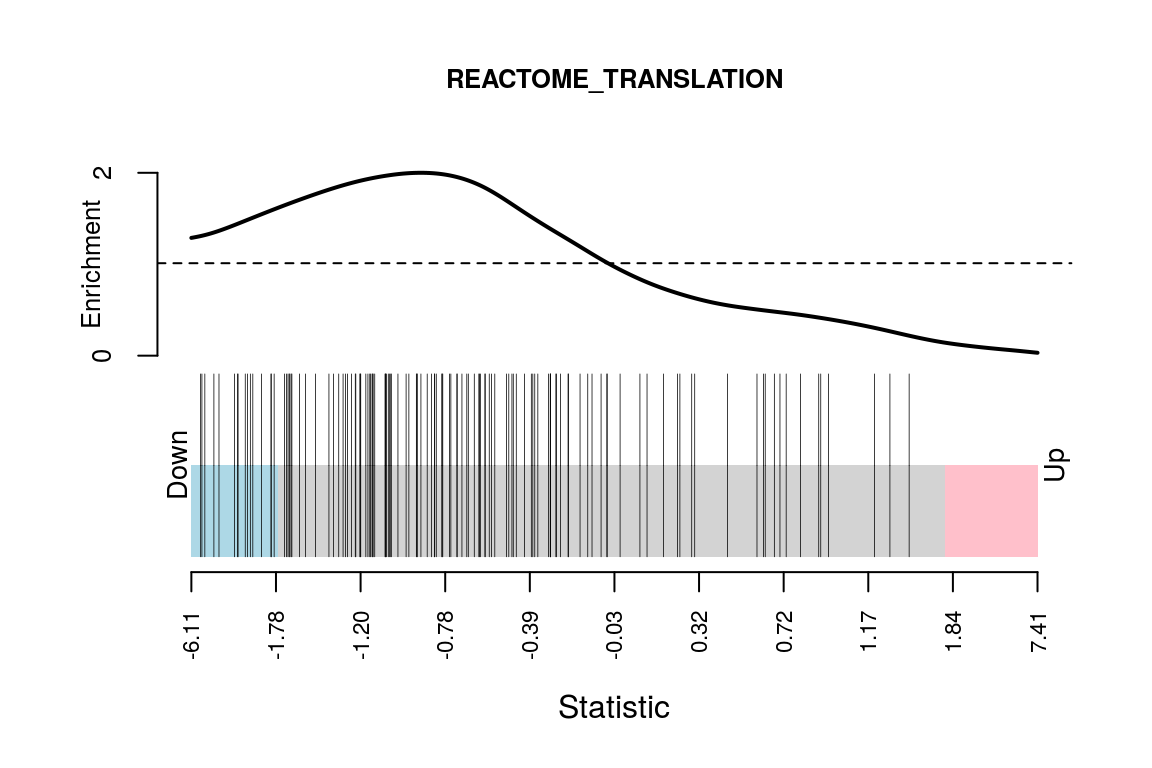 REACTOME_TRANSLATION
Enrichment
2
0
Down
Up
-6.11
-1.78
-1.20
-0.78
-0.39
-0.03
0.32
0.72
1.17
1.84
7.41
Statistic